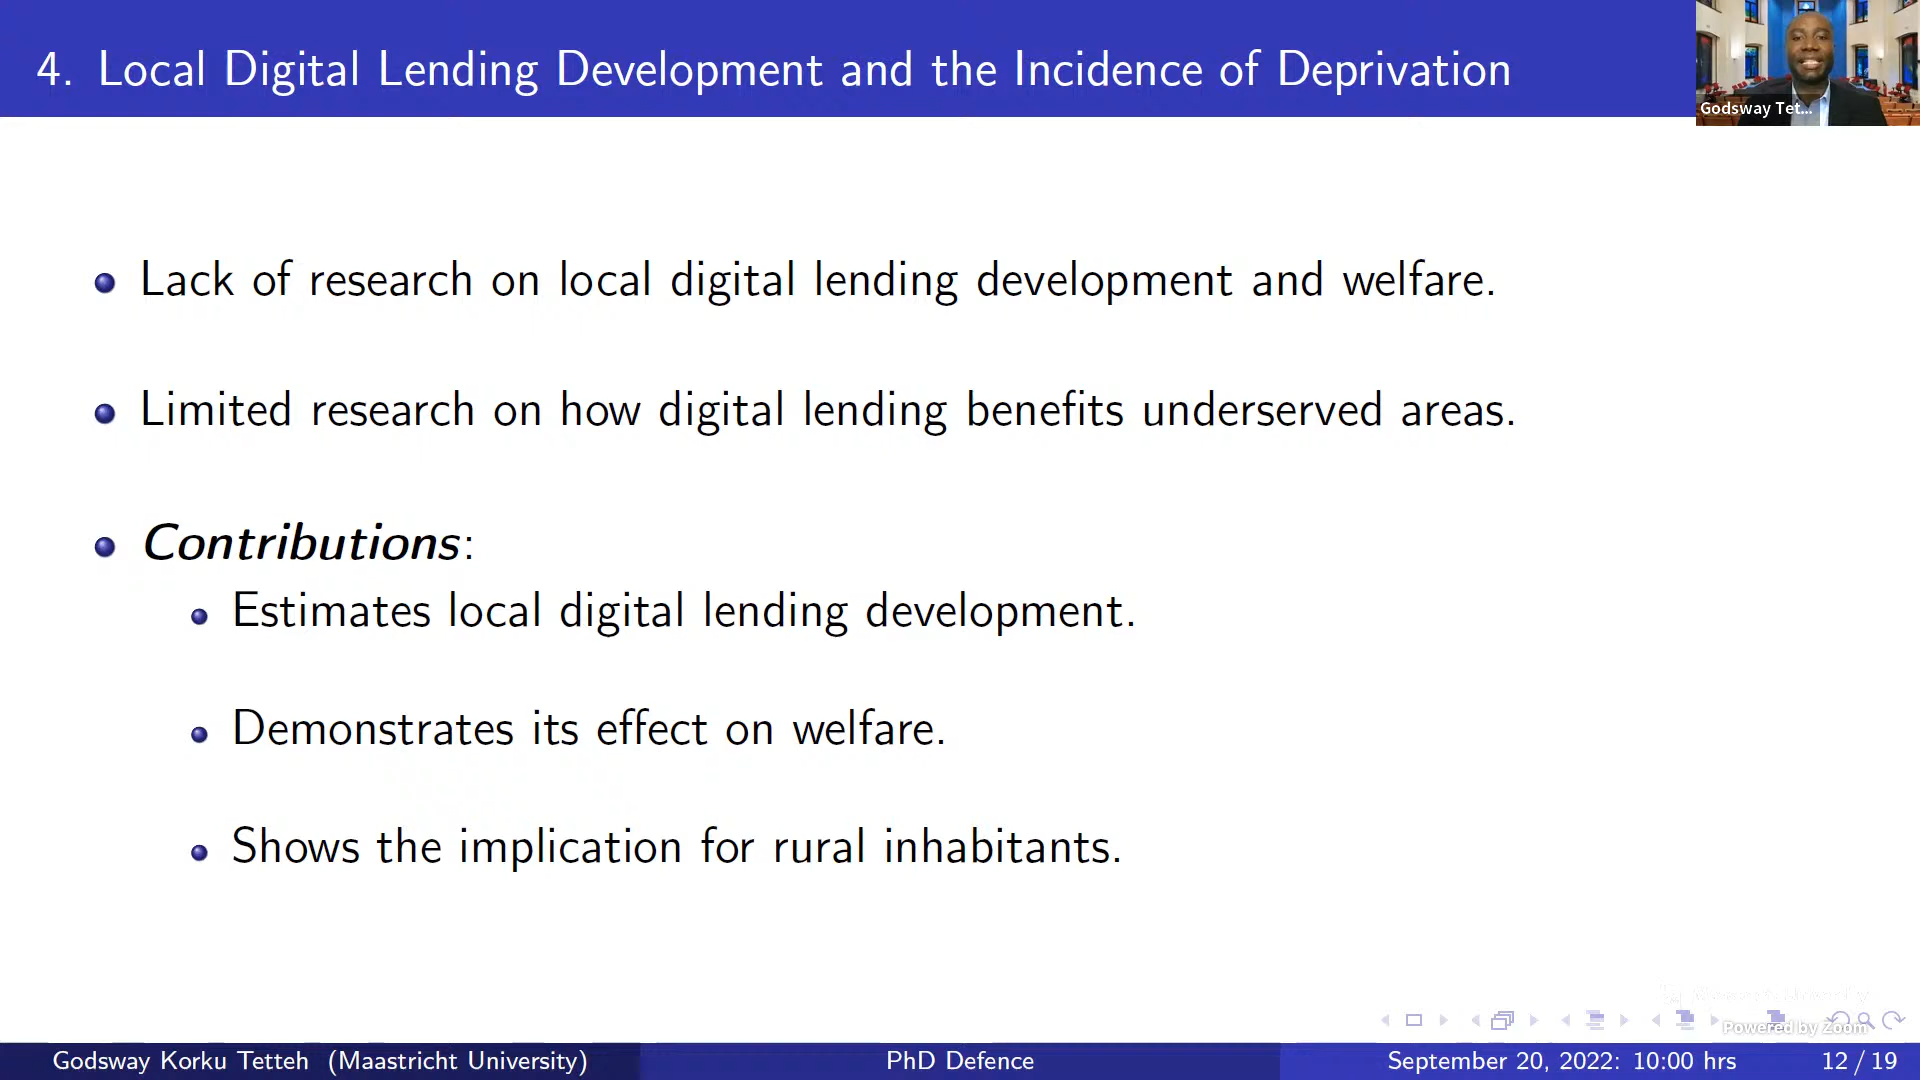 4. Local Digital Lending Development and the Incidence of Deprivation
Godsway Tet...
Lack of research on local digital lending development and welfare.
Limited research on how digital lending benefits underserved areas.
Contributions:
Estimates local digital lending development.
Demonstrates its effect on welfare.
Shows the implication for rural inhabitants.
Maastricht University
Powered by Zoom
Godsway Korku Tetteh (Maastricht University) PhD Defence September 20, 2022: 10:00 hrs 12 / 19